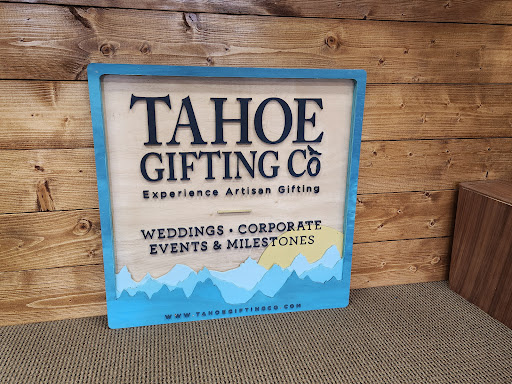 TAHOE
GIFTING CO
Experience Artisan Gifting
WEDDINGS • CORPORATE
EVENTS & MILESTONES
WWW.TAHOEGIFTINGCO.COM